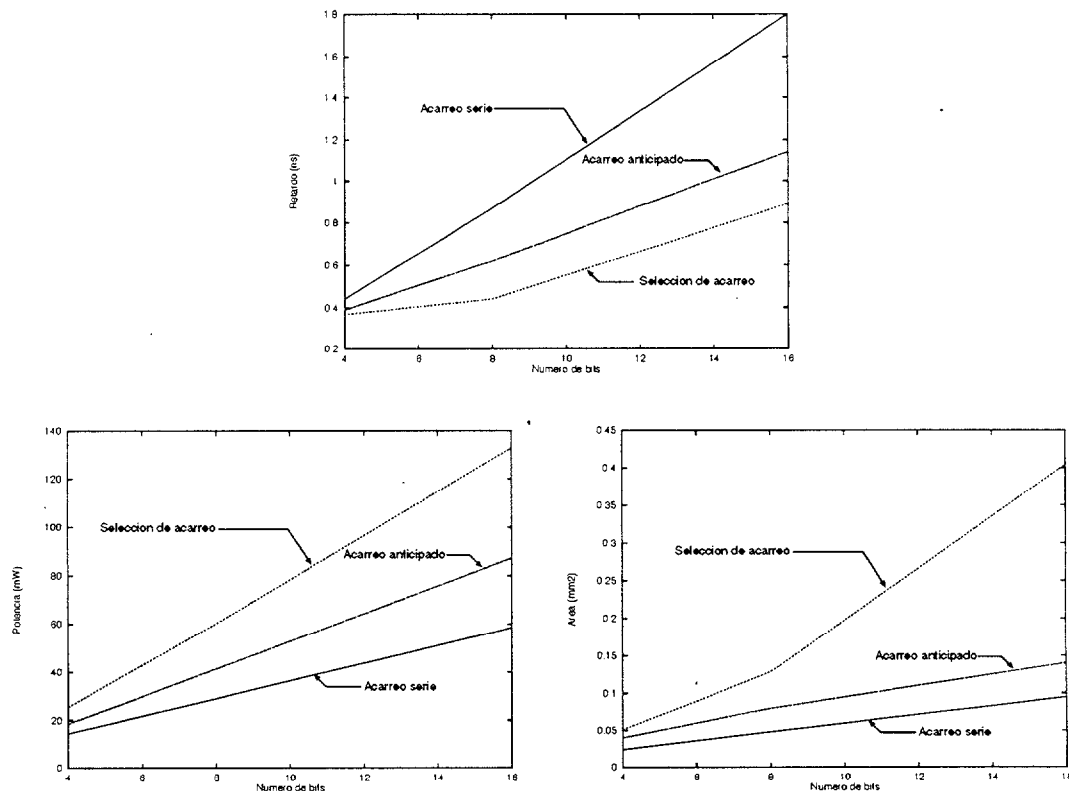 1.8
1.6
1.4
1.2
1
0.8
0.6
0.4
0.2
Retardo (ns)
Acarreo serie
Acarreo anticipado
Seleccion de acarreo
4 6 8 10 12 14 16
Numero de bits
140
120
100
80
60
40
20
0
Potencia (mW)
Seleccion de acarreo
Acarreo anticipado
Acarreo serie
4 6 8 10 12 14 16
Numero de bits
0.45
0.4
0.35
0.3
0.25
0.2
0.15
0.1
0.05
0
Area (mm2)
Seleccion de acarreo
Acarreo anticipado
Acarreo serie
4 6 8 10 12 14 16
Numero de bits